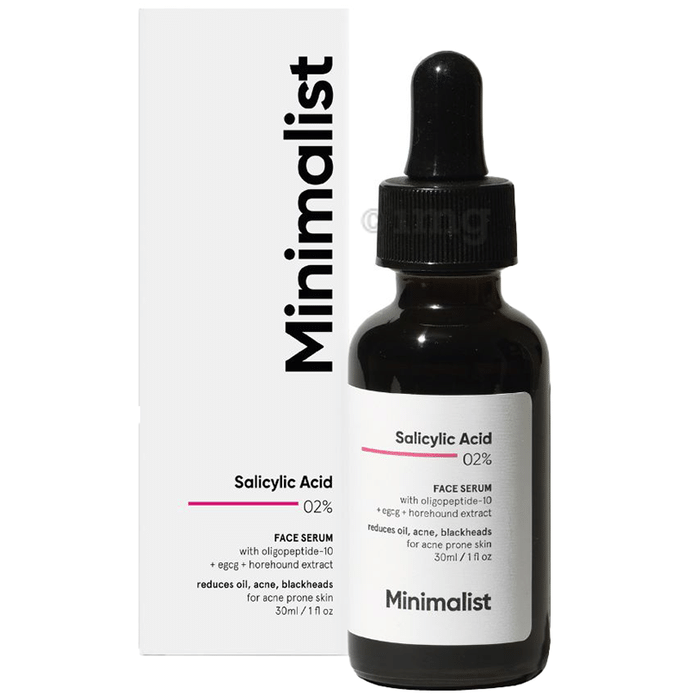 Minimalist
Salicylic Acid
02%
FACE SERUM
with oligopeptide-10
+ egcg + horehound extract
reduces oil, acne, blackheads
for acne prone skin
30ml / 1 fl oz
Salicylic Acid
02%
FACE SERUM
with oligopeptide-10
+ egcg + horehound extract
reduces oil, acne, blackheads
for acne prone skin
30ml / 1 fl oz
Minimalist